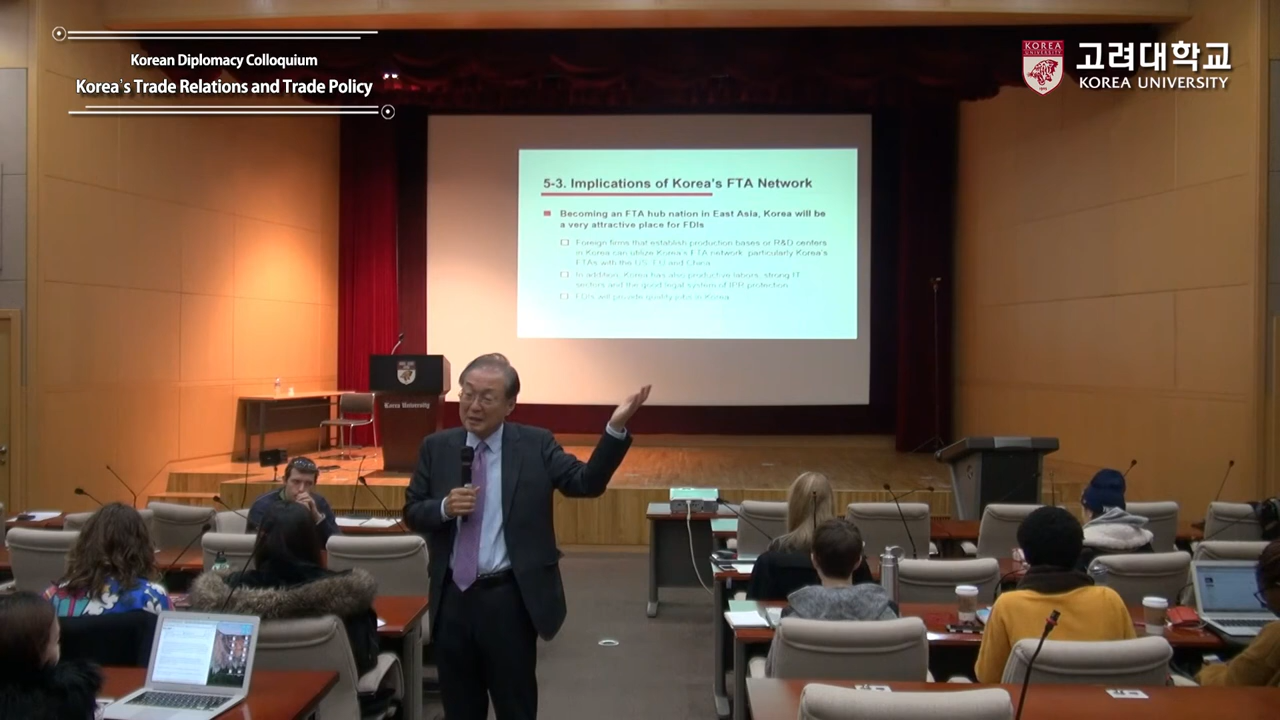 Korean Diplomacy Colloquium
Korea's Trade Relations and Trade Policy
KOREA
UNIVERSITY
고려대학교
KOREA UNIVERSITY
5-3. Implications of Korea's FTA Network
Becoming an FTA hub nation in East Asia, Korea will be
a very attractive place for FDIs
Foreign firms that establish production bases or R&D centers
in Korea can utilize Korea's FTA network, particularly Korea's
FTAs with the US, EU and China
In addition, Korea has also productive labors, strong IT
sectors and the good legal system of IPR protection
FDIs will provide quality jobs in Korea
Korea University